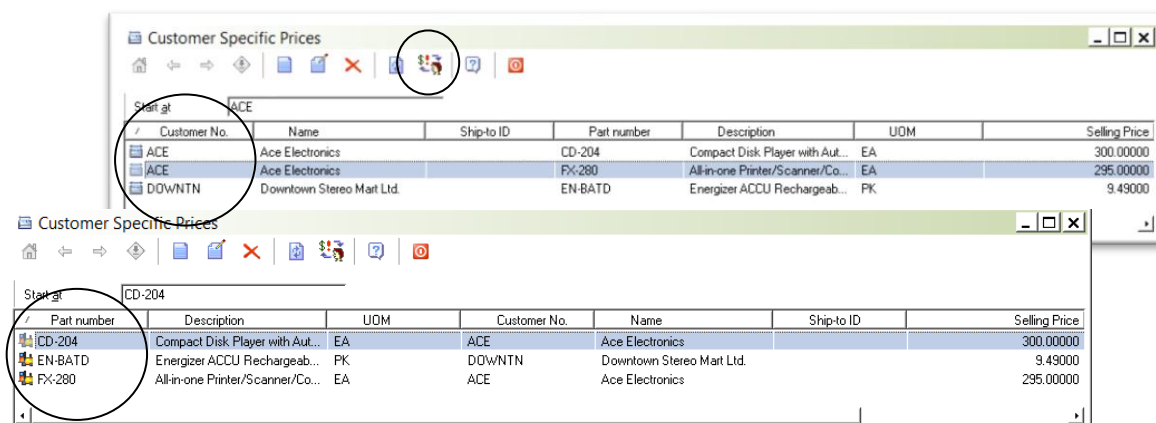 Customer Specific Prices
Start at ACE
Customer No. Name Ship-to ID Part number Description UOM Selling Price
ACE Ace Electronics CD-204 Compact Disk Player with Aut... EA 300.00000
ACE Ace Electronics FX-280 All-in-one Printer/Scanner/Co... EA 295.00000
DOWNTN Downtown Stereo Mart Ltd. EN-BATD Energizer ACCU Rechargeab... PK 9.49000
Customer Specific Prices
Start at CD-204
Part number Description UOM Customer No. Name Ship-to ID Selling Price
CD-204 Compact Disk Player with Aut... EA ACE Ace Electronics 300.00000
EN-BATD Energizer ACCU Rechargeab... PK DOWNTN Downtown Stereo Mart Ltd. 9.49000
FX-280 All-in-one Printer/Scanner/Co... EA ACE Ace Electronics 295.00000